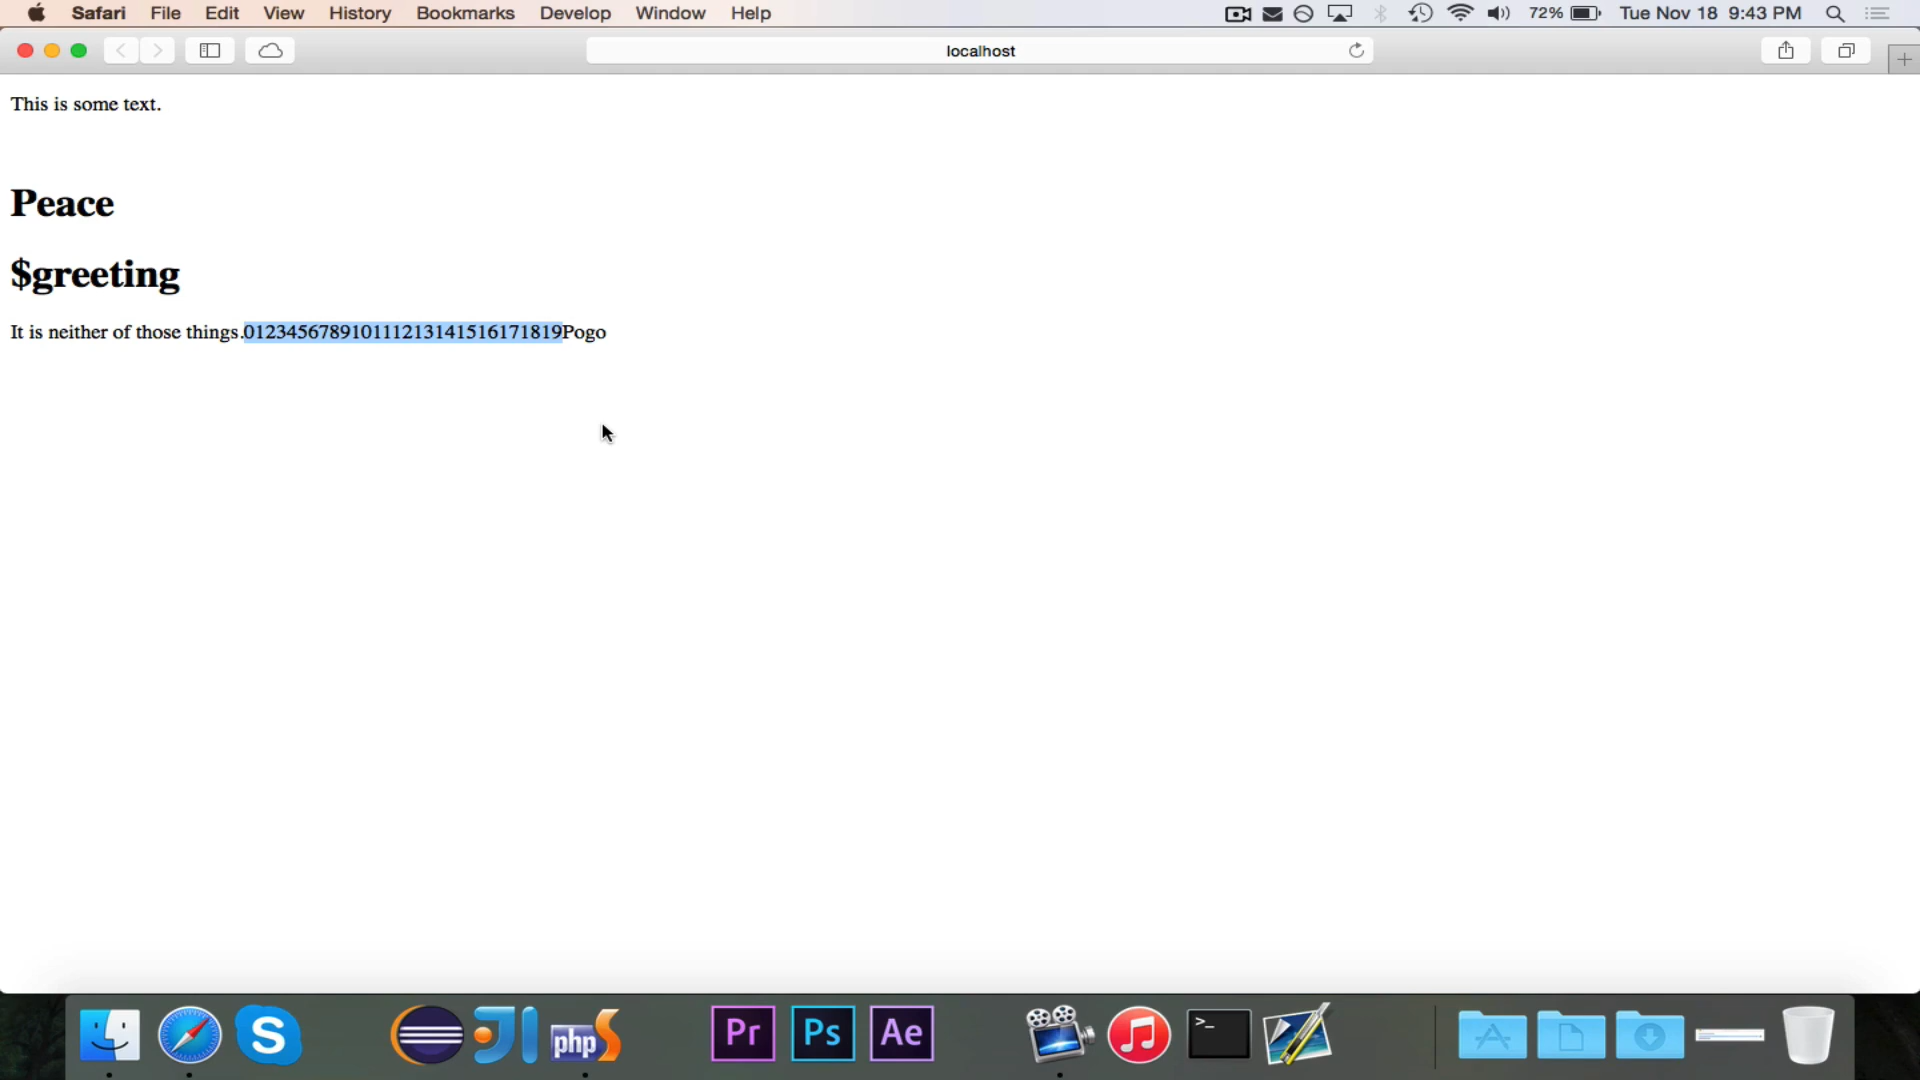 Safari File Edit View History Bookmarks Develop Window Help 72% Tue Nov 18 9:43 PM
localhost
This is some text.
Peace
$greeting
It is neither of those things.012345678910111213141516171819Pogo
S JI php S Pr Ps Ae >_